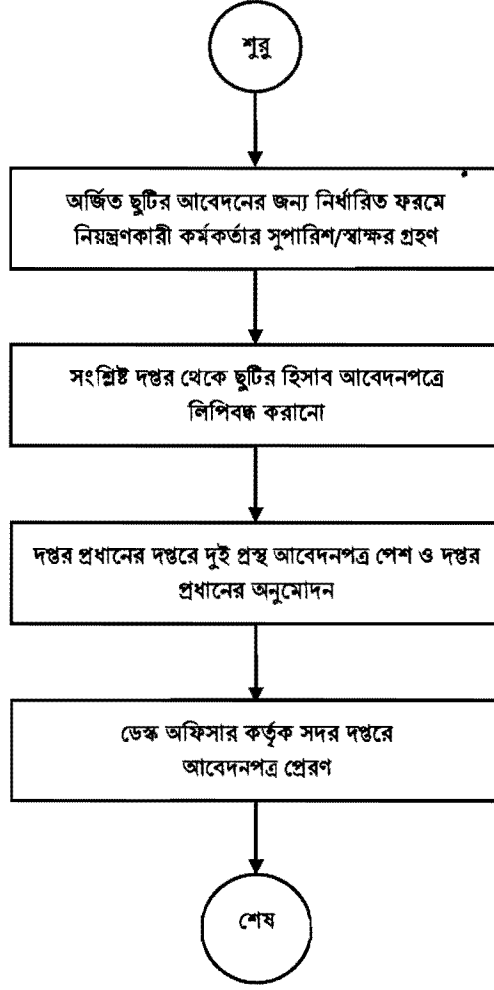 শুরু
অর্জিত ছুটির আবেদনের জন্য নির্ধারিত ফরমে
নিয়ন্ত্রণকারী কর্মকর্তার সুপারিশ/স্বাক্ষর গ্রহণ
সংশ্লিষ্ট দপ্তর থেকে ছুটির হিসাব আবেদনপত্রে
লিপিবদ্ধ করানো
দপ্তর প্রধানের দপ্তরে দুই প্রস্থ আবেদনপত্র পেশ ও দপ্তর
প্রধানের অনুমোদন
ডেস্ক অফিসার কর্তৃক সদর দপ্তরে
আবেদনপত্র প্রেরণ
শেষ